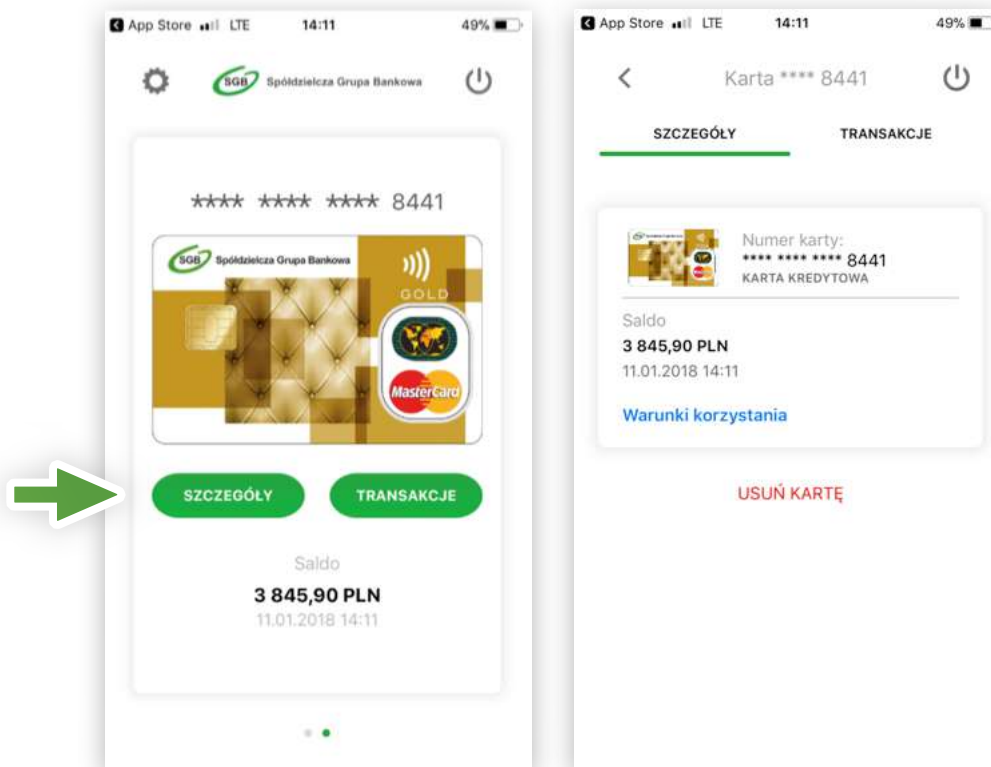 App Store LTE 14:11 49%
SGB Spółdzielcza Grupa Bankowa
**** **** **** 8441
SGB Spółdzielcza Grupa Bankowa
GOLD
MasterCard
SZCZEGÓŁY TRANSAKCJE
Saldo
3 845,90 PLN
11.01.2018 14:11
App Store LTE 14:11 49%
Karta **** 8441
SZCZEGÓŁY TRANSAKCJE
Numer karty:
**** **** **** 8441
KARTA KREDYTOWA
Saldo
3 845,90 PLN
11.01.2018 14:11
Warunki korzystania
USUŃ KARTĘ